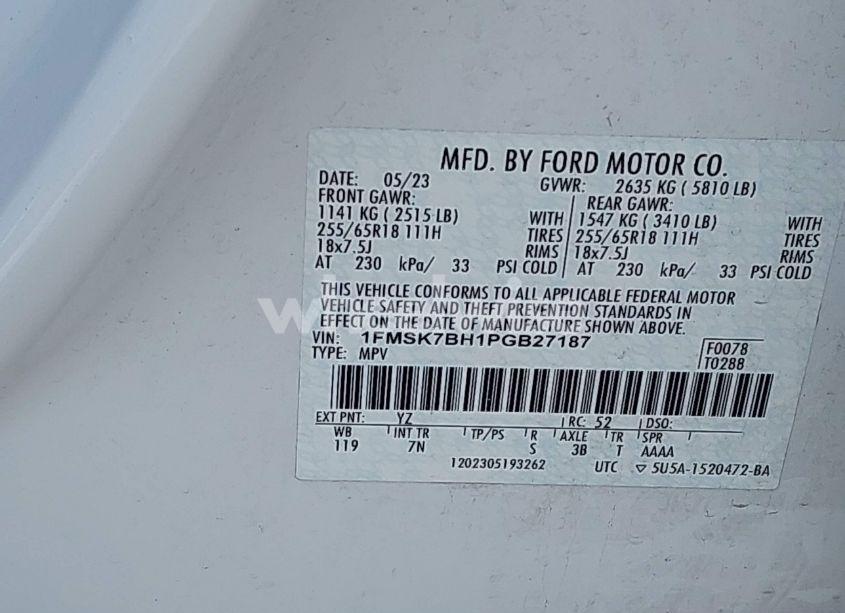 MFD. BY FORD MOTOR CO.
DATE: 05/23 GVWR: 2635 KG ( 5810 LB)
FRONT GAWR: REAR GAWR:
1141 KG ( 2515 LB) WITH 1547 KG ( 3410 LB) WITH
255/65R18 111H TIRES 255/65R18 111H TIRES
18x7.5J RIMS 18x7.5J RIMS
AT 230 kPa/ 33 PSI COLD AT 230 kPa/ 33 PSI COLD
THIS VEHICLE CONFORMS TO ALL APPLICABLE FEDERAL MOTOR
VEHICLE SAFETY AND THEFT PREVENTION STANDARDS IN
EFFECT ON THE DATE OF MANUFACTURE SHOWN ABOVE.
VIN: 1FMSK7BH1PGB27187
TYPE: MPV
F0078
T0288
EXT PNT: YZ RC: 52 DSO:
WB INT TR TP/PS R AXLE TR SPR
119 7N S 3B T AAAA
1202305193262 UTC ▽ 5U5A-1520472-BA